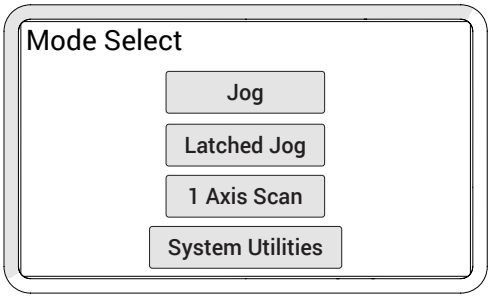 Mode Select
Jog
Latched Jog
1 Axis Scan
System Utilities